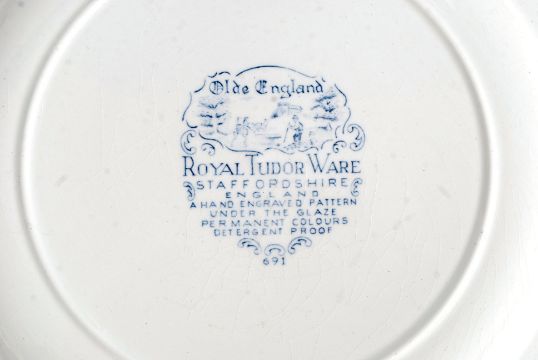 Olde England
ROYAL TUDOR WARE
STAFFORDSHIRE
ENGLAND
A HAND ENGRAVED PATTERN
UNDER THE GLAZE
PERMANENT COLOURS
DETERGENT PROOF
691